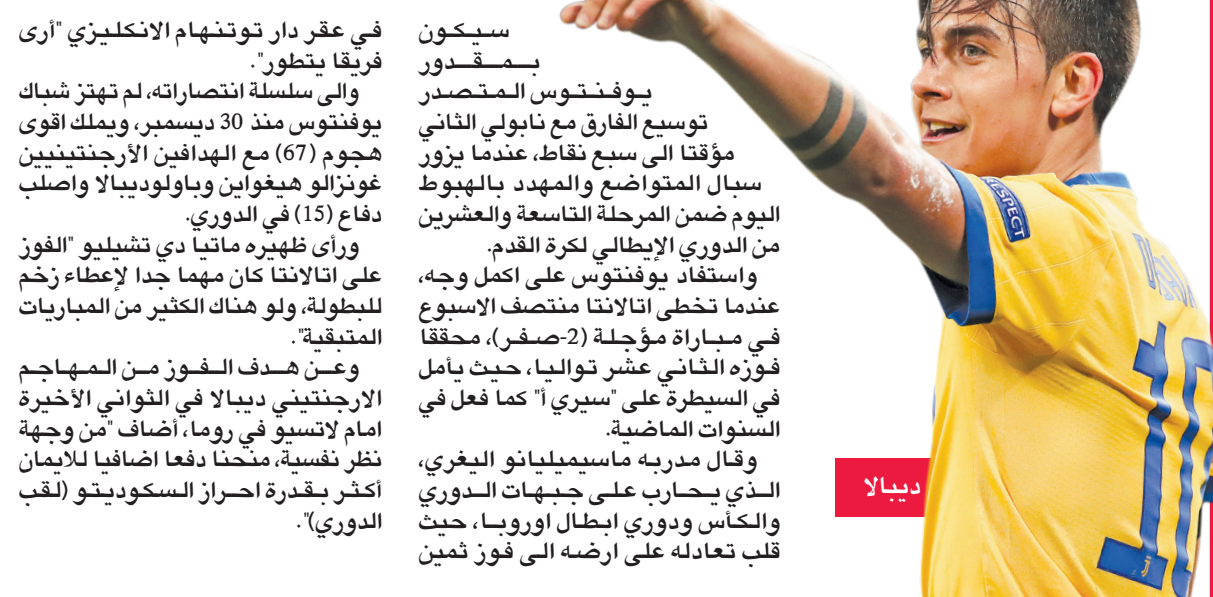 سيكون
بمقدور
يوفنتوس المتصدر
توسيع الفارق مع نابولي الثاني
مؤقتا الى سبع نقاط، عندما يزور
سبال المتواضع والمهدد بالهبوط
اليوم ضمن المرحلة التاسعة والعشرين
من الدوري الإيطالي لكرة القدم.
واستفاد يوفنتوس على اكمل وجه،
عندما تخطى اتالانتا منتصف الاسبوع
في مباراة مؤجلة (2-صفر)، محققا
فوزه الثاني عشر تواليا، حيث يأمل
في السيطرة على "سيري أ" كما فعل في
السنوات الماضية.
وقال مدربه ماسيميليانو اليغري،
الذي يحارب على جبهات الدوري
والكأس ودوري ابطال اوروبا، حيث
قلب تعادله على ارضه الى فوز ثمين
في عقر دار توتنهام الانكليزي "أرى
فريقا يتطور".
والى سلسلة انتصاراته، لم تهتز شباك
يوفنتوس منذ 30 ديسمبر، ويملك اقوى
هجوم (67) مع الهدافين الأرجنتينيين
غونزالو هيغواين وباولوديبالا واصلب
دفاع (15) في الدوري.
ورأى ظهيره ماتيا دي تشيليو "الفوز
على اتالانتا كان مهما جدا لإعطاء زخم
للبطولة، ولو هناك الكثير من المباريات
المتبقية".
وعن هدف الفوز من المهاجم
الارجنتيني ديبالا في الثواني الأخيرة
امام لاتسيو في روما، أضاف "من وجهة
نظر نفسية، منحنا دفعا اضافيا للايمان
أكثر بقدرة احراز السكوديتو (لقب
الدوري)".
ديبالا
RESPECT
10